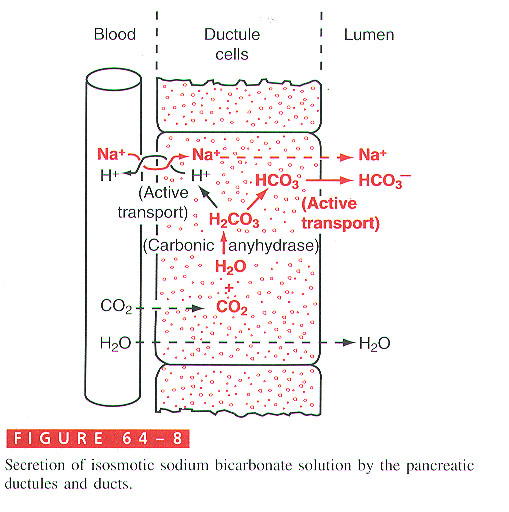 Blood Ductule cells Lumen
Na⁺ Na⁺ Na⁺
H⁺ H⁺ HCO₃ HCO₃⁻
(Active transport) H₂CO₃ (Active transport)
(Carbonic anhydrase)
H₂O
+
CO₂ CO₂
H₂O H₂O
FIGURE 64–8
Secretion of isosmotic sodium bicarbonate solution by the pancreatic
ductules and ducts.